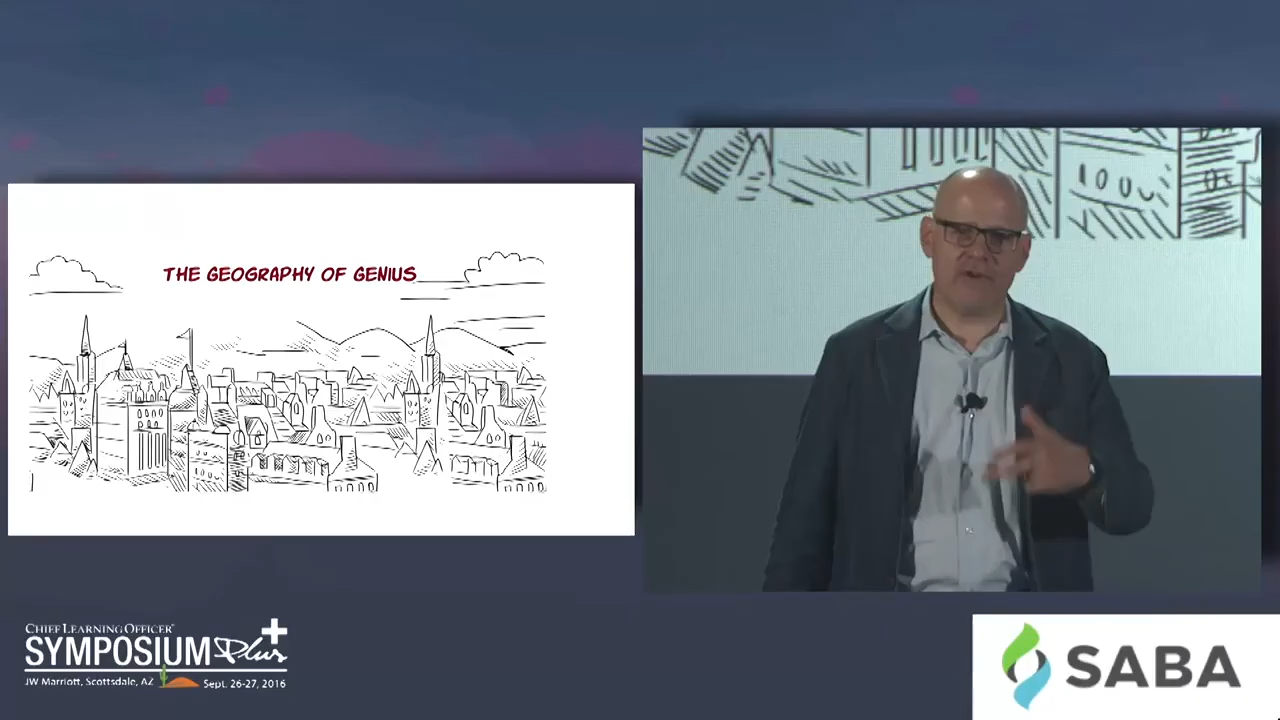 THE GEOGRAPHY OF GENIUS
CHIEF LEARNING OFFICER
SYMPOSIUM Plus
JW Marriott, Scottsdale, AZ Sept. 26-27, 2016
SABA